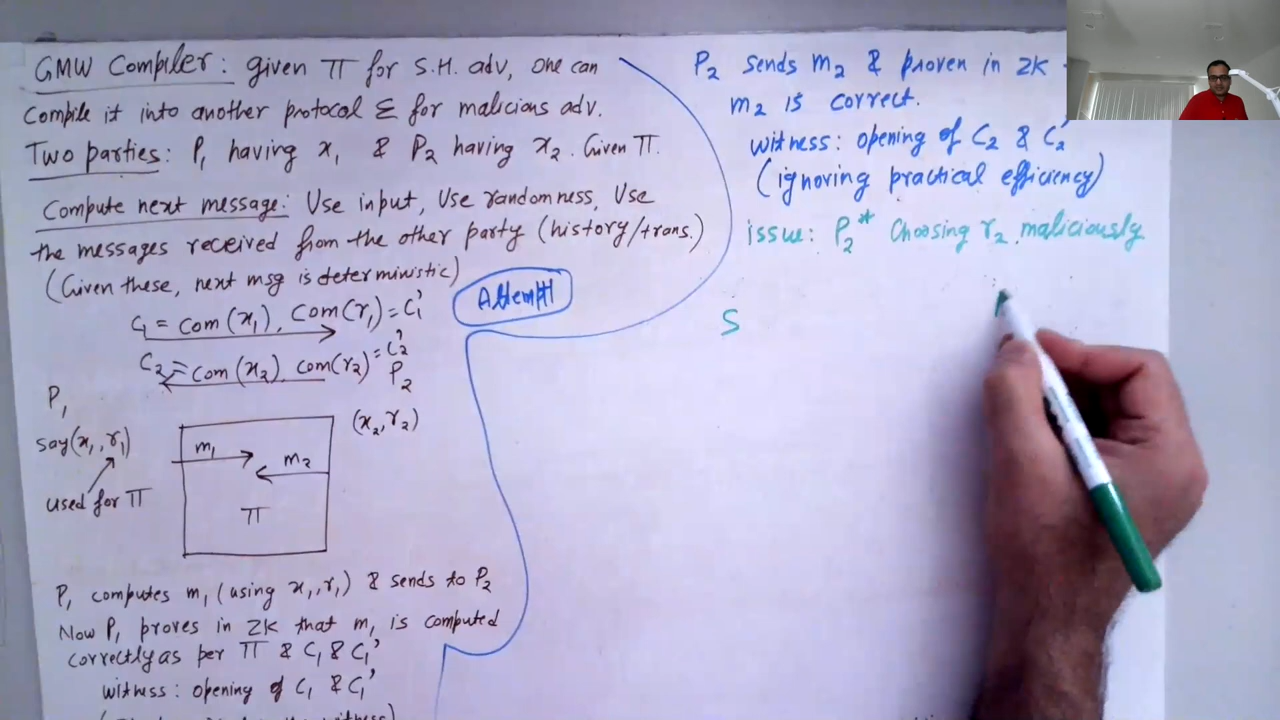 GMW Compiler: given Π for S.H. adv, one can
Compile it into another protocol Σ for malicious adv.
Two parties: P₁ having x₁ & P₂ having x₂. Given Π.
Compute next message: Use input, Use randomness, Use
the messages received from the other party (history/trans.)
(Given these, next msg is deterministic)
C₁ = Com(x₁), Com(r₁) = C₁'
C₂ = Com(x₂), com(r₂) = C₂'
Attempt
P₁
P₂
say (x₁, r₁)
(x₂, r₂)
m₁
m₂
used for Π
Π
P₁ computes m₁ (using x₁, r₁) & sends to P₂
Now P₁ proves in ZK that m₁ is computed
correctly as per Π & C₁ & C₁'
witness: opening of C₁ & C₁'
P₂ sends m₂ & proven in ZK
m₂ is correct.
witness: opening of C₂ & C₂'
(ignoring practical efficiency)
issue: P₂* Choosing r₂ maliciously
S